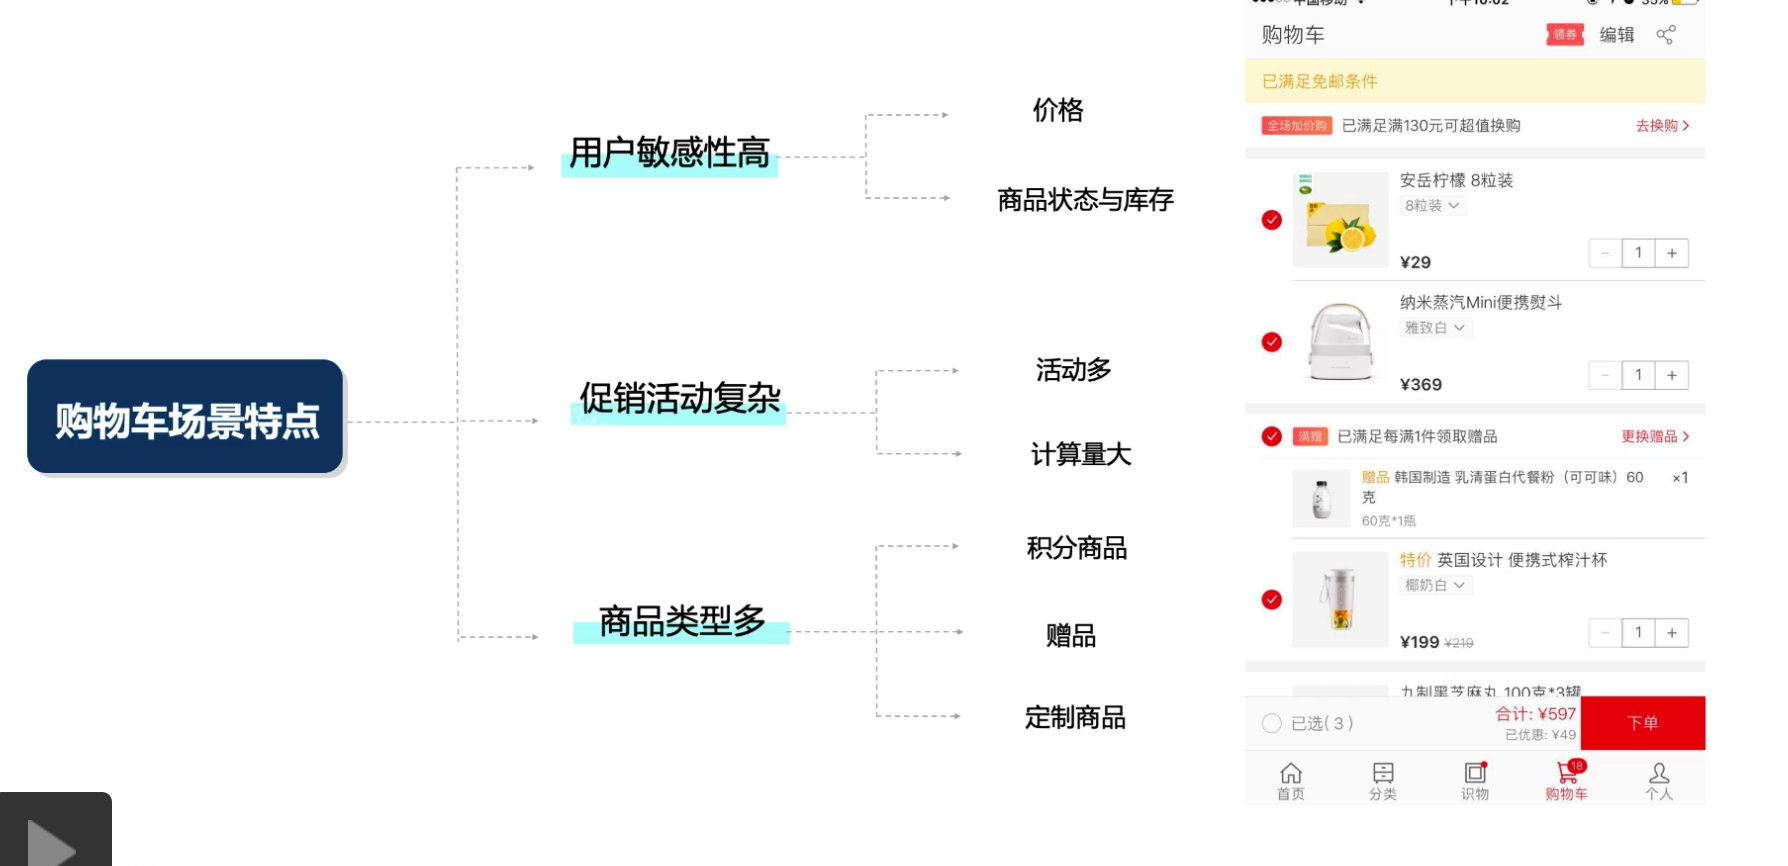 购物车场景特点
用户敏感性高
价格
商品状态与库存
促销活动复杂
活动多
计算量大
商品类型多
积分商品
赠品
定制商品
购物车
领券
编辑
已满足免邮条件
全场加价购 已满足满130元可超值换购 去换购
安岳柠檬 8粒装
8粒装
¥29
1
纳米蒸汽Mini便携熨斗
雅致白
¥369
1
满赠 已满足每满1件领取赠品 更换赠品
赠品 韩国制造 乳清蛋白代餐粉（可可味）60 ×1
克
60克*1瓶
特价 英国设计 便携式榨汁杯
椰奶白
¥199 ¥219
1
九制黑芝麻丸 100克*3罐
已选(3)
合计: ¥597
已优惠: ¥49
下单
18
首页 分类 识物 购物车 个人